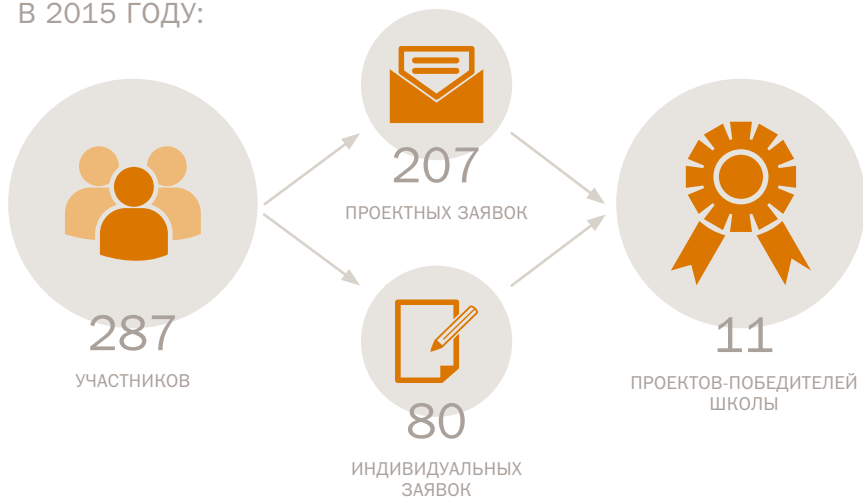 В 2015 ГОДУ:
287
УЧАСТНИКОВ
207
ПРОЕКТНЫХ ЗАЯВОК
80
ИНДИВИДУАЛЬНЫХ
ЗАЯВОК
11
ПРОЕКТОВ-ПОБЕДИТЕЛЕЙ
ШКОЛЫ